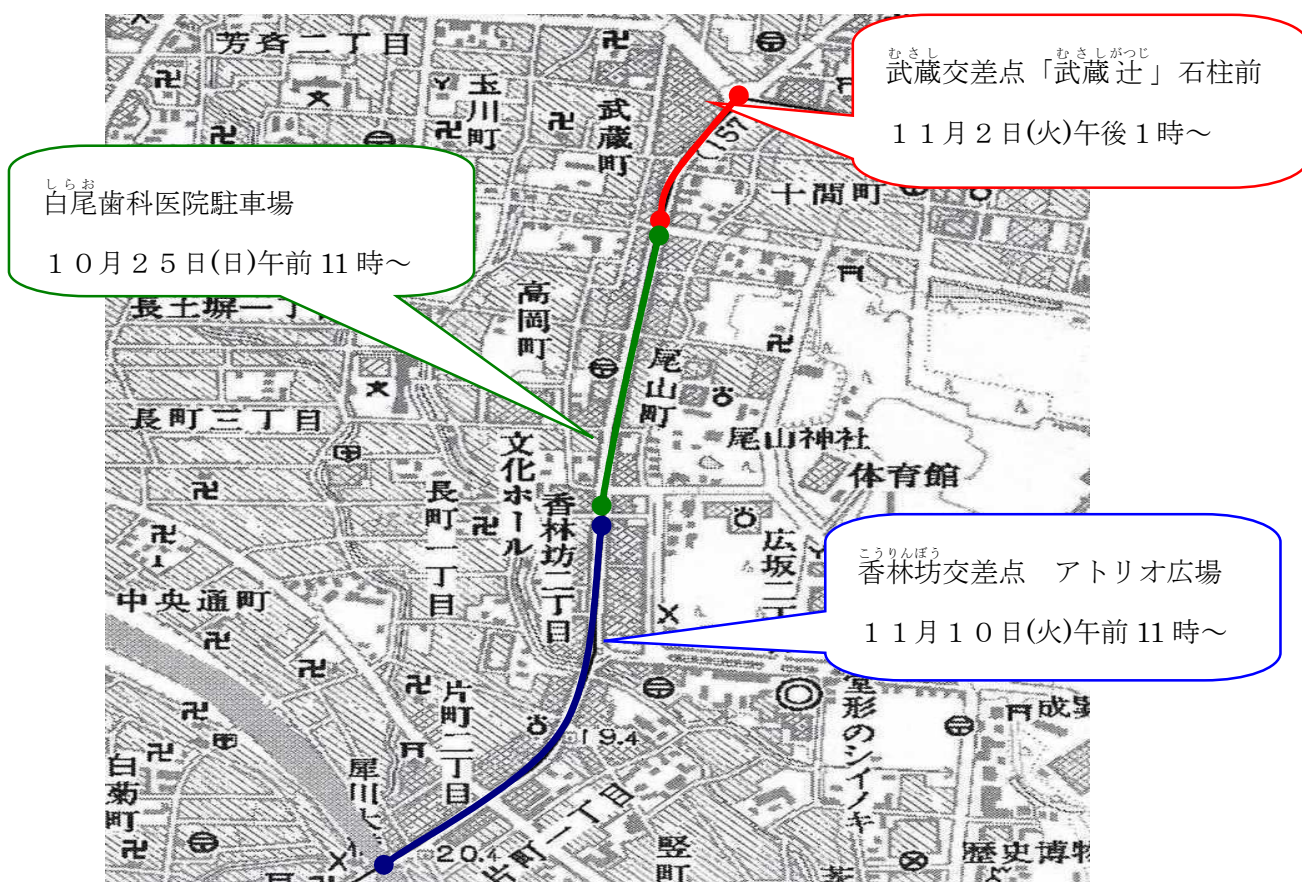 芳斉二丁目
玉川町
武蔵町
むさし むさしがつじ
武蔵交差点「武蔵辻」石柱前
11月2日(火)午後1時~
(157
十間町
しらお
白尾歯科医院駐車場
10月25日(日)午前11時~
長土塀一丁
高岡町
尾山町
長町三丁目
尾山神社
体育館
文化ホール
長町一丁目
香林坊二丁目
広坂二丁
こうりんぼう
香林坊交差点 アトリオ広場
11月10日(火)午前11時~
中央通町
片町二丁目
堂形のシイノキ
19.4
白菊町
犀川大
20.4
片町一丁目
竪町
歴史博物